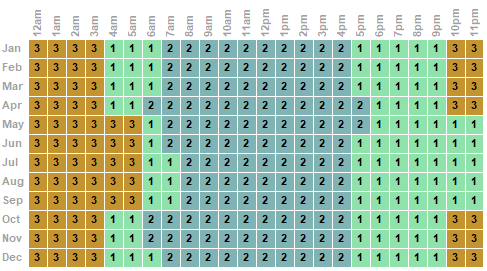 12am 1am 2am 3am 4am 5am 6am 7am 8am 9am 10am 11am 12pm 1pm 2pm 3pm 4pm 5pm 6pm 7pm 8pm 9pm 10pm 11pm
Jan 3 3 3 3 1 1 1 2 2 2 2 2 2 2 2 2 2 1 1 1 1 1 3 3
Feb 3 3 3 3 1 1 1 2 2 2 2 2 2 2 2 2 2 1 1 1 1 1 3 3
Mar 3 3 3 3 1 1 1 2 2 2 2 2 2 2 2 2 2 1 1 1 1 1 3 3
Apr 3 3 3 3 1 1 2 2 2 2 2 2 2 2 2 2 2 2 1 1 1 1 3 3
May 3 3 3 3 3 3 1 2 2 2 2 2 2 2 2 2 2 2 1 1 1 1 1 1
Jun 3 3 3 3 3 3 1 2 2 2 2 2 2 2 2 2 2 1 1 1 1 1 1 1
Jul 3 3 3 3 3 3 1 1 2 2 2 2 2 2 2 2 2 1 1 1 1 1 1 1
Aug 3 3 3 3 3 3 1 1 2 2 2 2 2 2 2 2 2 1 1 1 1 1 1 1
Sep 3 3 3 3 3 3 1 1 2 2 2 2 2 2 2 2 2 1 1 1 1 1 1 1
Oct 3 3 3 3 1 1 2 2 2 2 2 2 2 2 2 2 2 1 1 1 1 1 3 3
Nov 3 3 3 3 1 1 2 2 2 2 2 2 2 2 2 2 2 1 1 1 1 1 3 3
Dec 3 3 3 3 1 1 1 2 2 2 2 2 2 2 2 2 2 1 1 1 1 1 3 3